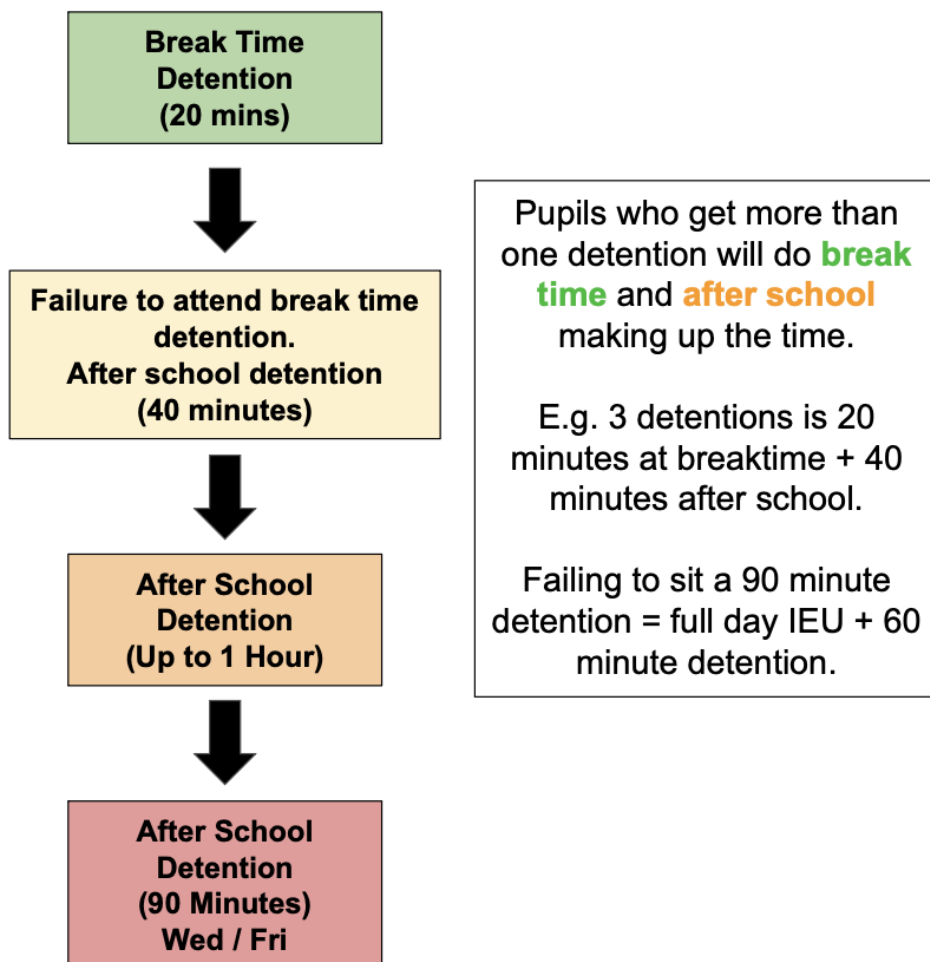 Break Time
Detention
(20 mins)
Failure to attend break time
detention.
After school detention
(40 minutes)
After School
Detention
(Up to 1 Hour)
After School
Detention
(90 Minutes)
Wed / Fri
Pupils who get more than
one detention will do break
time and after school
making up the time.
E.g. 3 detentions is 20
minutes at breaktime + 40
minutes after school.
Failing to sit a 90 minute
detention = full day IEU + 60
minute detention.